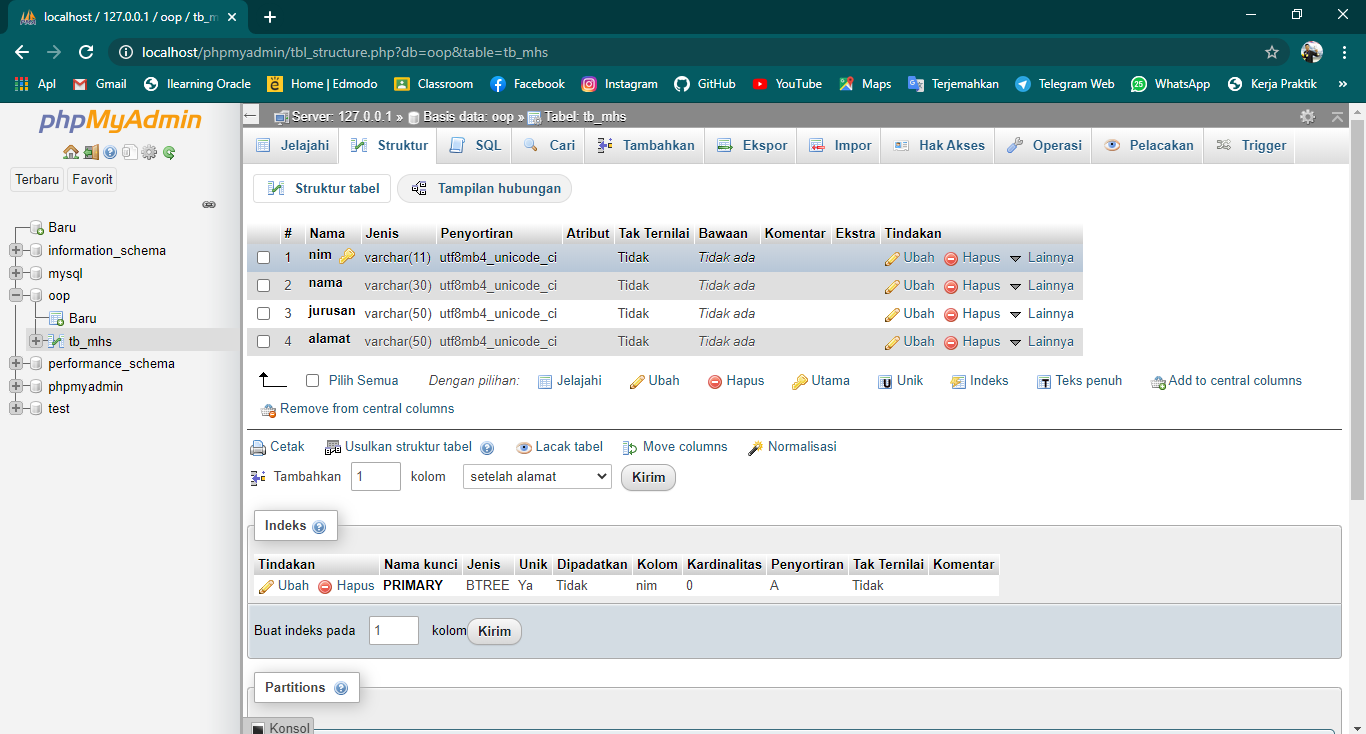 localhost / 127.0.0.1 / oop / tb_m
localhost/phpmyadmin/tbl_structure.php?db=oop&table=tb_mhs
Apl Gmail Ilearning Oracle Home | Edmodo Classroom Facebook Instagram GitHub YouTube Maps Terjemahkan Telegram Web WhatsApp Kerja Praktik »
phpMyAdmin
Terbaru Favorit
Baru
information_schema
mysql
oop
Baru
tb_mhs
performance_schema
phpmyadmin
test
Server: 127.0.0.1 » Basis data: oop » Tabel: tb_mhs
Jelajahi Struktur SQL Cari Tambahkan Ekspor Impor Hak Akses Operasi Pelacakan Trigger
Struktur tabel Tampilan hubungan
# Nama Jenis Penyortiran Atribut Tak Ternilai Bawaan Komentar Ekstra Tindakan
1 nim varchar(11) utf8mb4_unicode_ci Tidak Tidak ada Ubah Hapus Lainnya
2 nama varchar(30) utf8mb4_unicode_ci Tidak Tidak ada Ubah Hapus Lainnya
3 jurusan varchar(50) utf8mb4_unicode_ci Tidak Tidak ada Ubah Hapus Lainnya
4 alamat varchar(50) utf8mb4_unicode_ci Tidak Tidak ada Ubah Hapus Lainnya
Pilih Semua Dengan pilihan: Jelajahi Ubah Hapus Utama Unik Indeks Teks penuh Add to central columns
Remove from central columns
Cetak Usulkan struktur tabel Lacak tabel Move columns Normalisasi
Tambahkan 1 kolom setelah alamat Kirim
Indeks
Tindakan Nama kunci Jenis Unik Dipadatkan Kolom Kardinalitas Penyortiran Tak Ternilai Komentar
Ubah Hapus PRIMARY BTREE Ya Tidak nim 0 A Tidak
Buat indeks pada 1 kolom Kirim
Partitions
Konsol